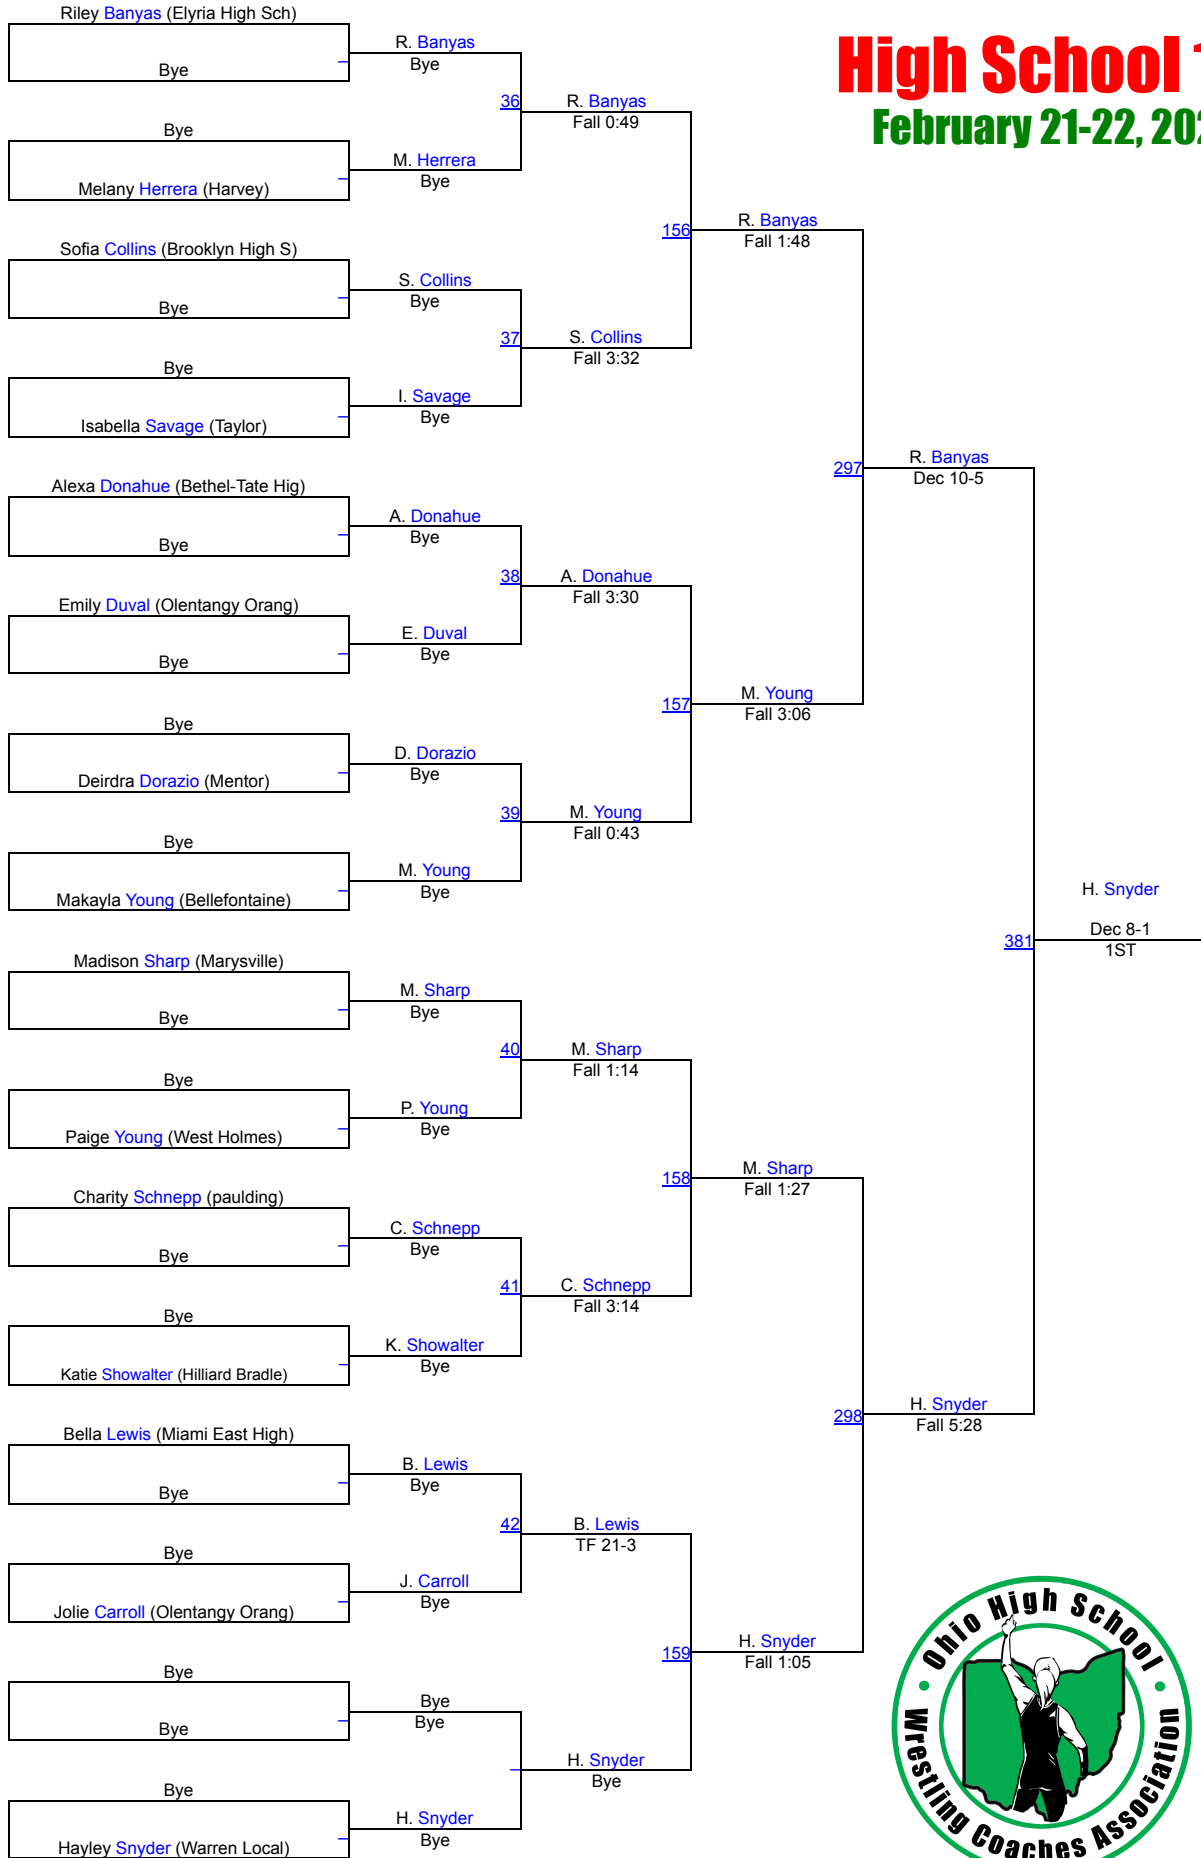 High School
February 21-22, 202
Riley Banyas (Elyria High Sch)
Bye
Bye
Melany Herrera (Harvey)
Sofia Collins (Brooklyn High S)
Bye
Bye
Isabella Savage (Taylor)
Alexa Donahue (Bethel-Tate Hig)
Bye
Emily Duval (Olentangy Orang)
Bye
Bye
Deirdra Dorazio (Mentor)
Bye
Makayla Young (Bellefontaine)
Madison Sharp (Marysville)
Bye
Bye
Paige Young (West Holmes)
Charity Schnepp (paulding)
Bye
Bye
Katie Showalter (Hilliard Bradle)
Bella Lewis (Miami East High)
Bye
Bye
Jolie Carroll (Olentangy Orang)
Bye
Bye
Bye
Hayley Snyder (Warren Local)
R. Banyas
Bye
36
M. Herrera
Bye
S. Collins
Bye
37
I. Savage
Bye
A. Donahue
Bye
38
E. Duval
Bye
D. Dorazio
Bye
39
M. Young
Bye
M. Sharp
Bye
40
P. Young
Bye
C. Schnepp
Bye
41
K. Showalter
Bye
B. Lewis
Bye
42
J. Carroll
Bye
Bye
Bye
H. Snyder
Bye
R. Banyas
Fall 0:49
156
S. Collins
Fall 3:32
A. Donahue
Fall 3:30
157
M. Young
Fall 0:43
M. Sharp
Fall 1:14
158
C. Schnepp
Fall 3:14
B. Lewis
TF 21-3
159
H. Snyder
Bye
R. Banyas
Fall 1:48
297
M. Young
Fall 3:06
M. Sharp
Fall 1:27
298
H. Snyder
Fall 1:05
R. Banyas
Dec 10-5
381
H. Snyder
Fall 5:28
H. Snyder
Dec 8-1
1ST
Ohio High School
Wrestling Coaches Association